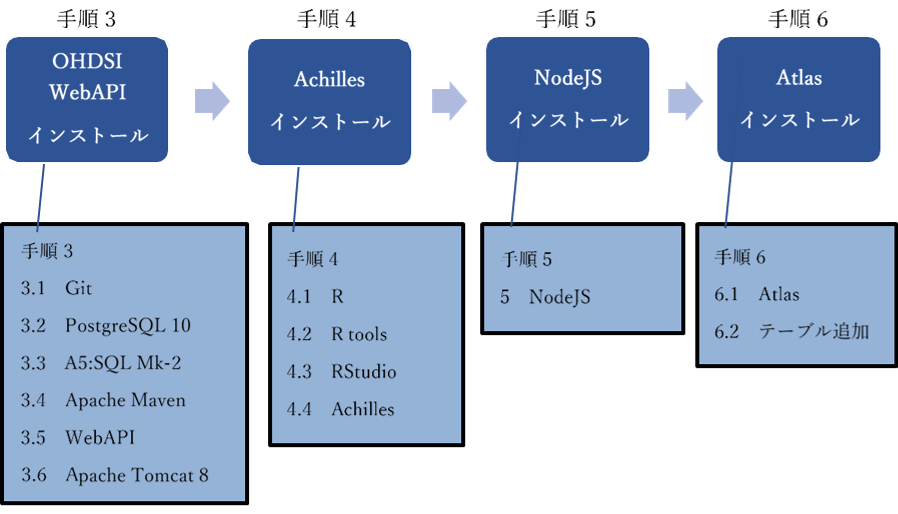 手順 3
手順 4
手順 5
手順 6
OHDSI
WebAPI
インストール
Achilles
インストール
NodeJS
インストール
Atlas
インストール
手順 3
3.1 Git
3.2 PostgreSQL 10
3.3 A5:SQL Mk-2
3.4 Apache Maven
3.5 WebAPI
3.6 Apache Tomcat 8
手順 4
4.1 R
4.2 R tools
4.3 RStudio
4.4 Achilles
手順 5
5 NodeJS
手順 6
6.1 Atlas
6.2 テーブル追加